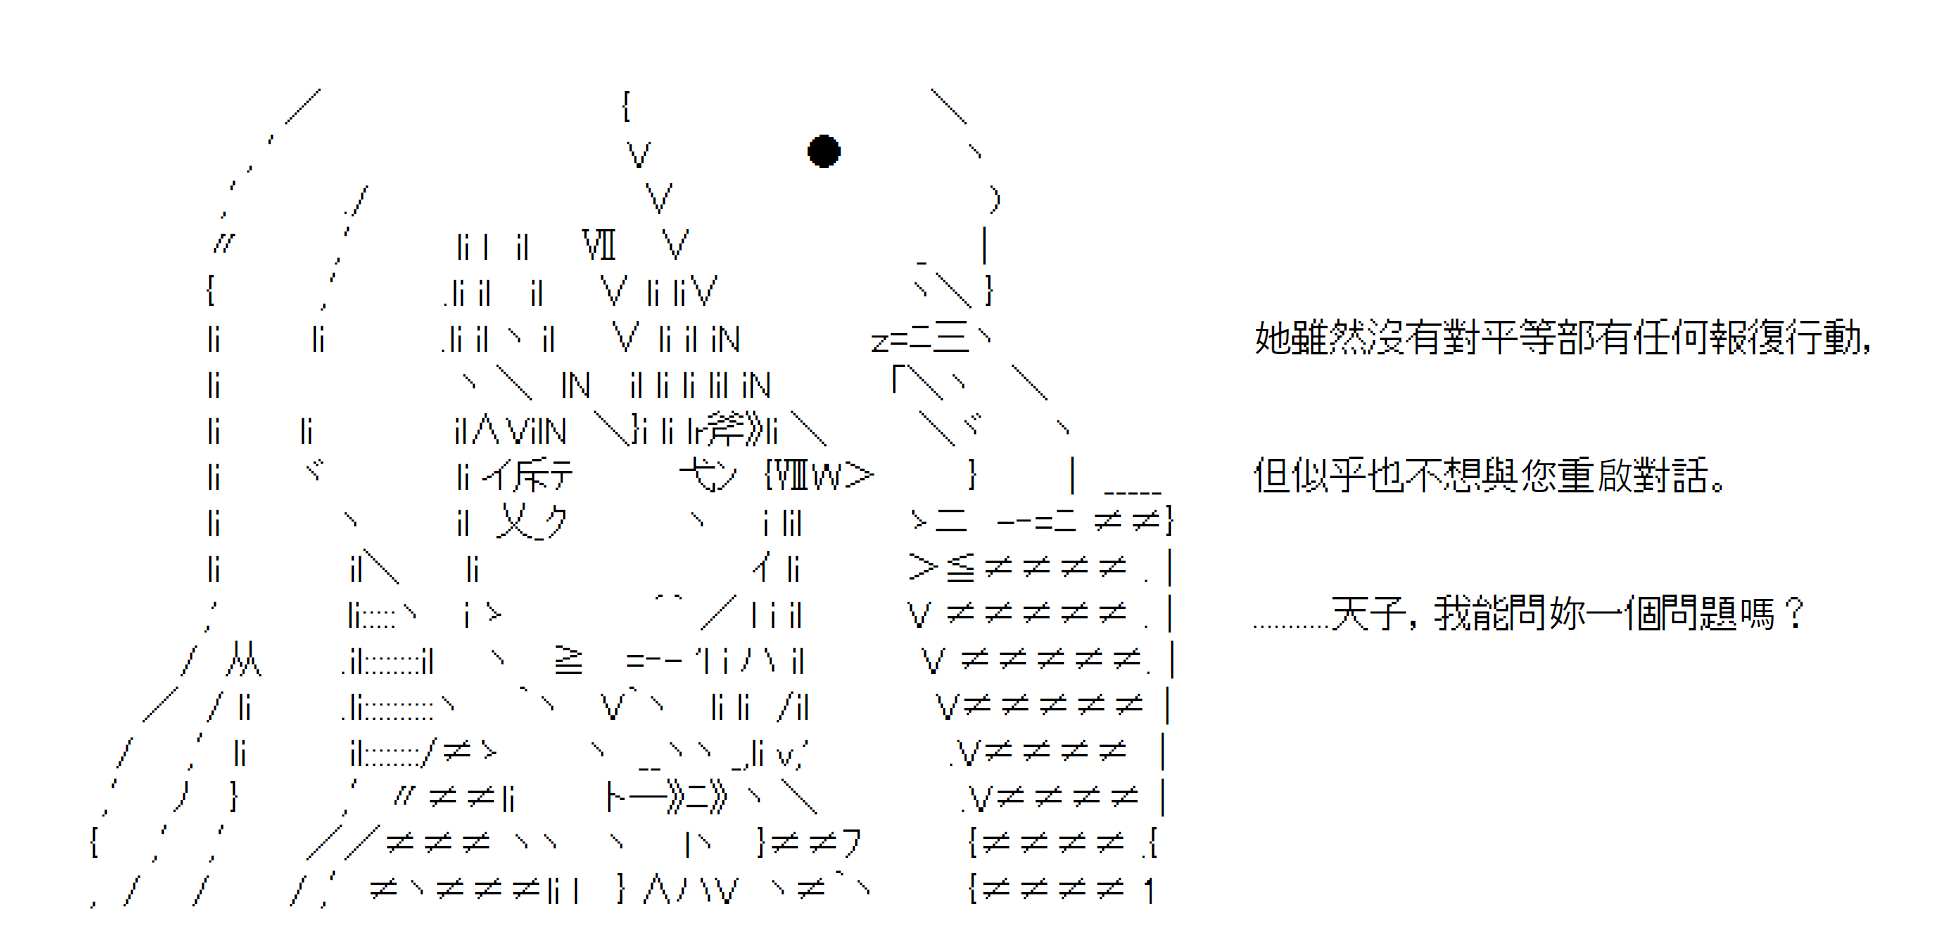 她雖然沒有對平等部有任何報復行動，
但似乎也不想與您重啟對話。
...........天子，我能問妳一個問題嗎？